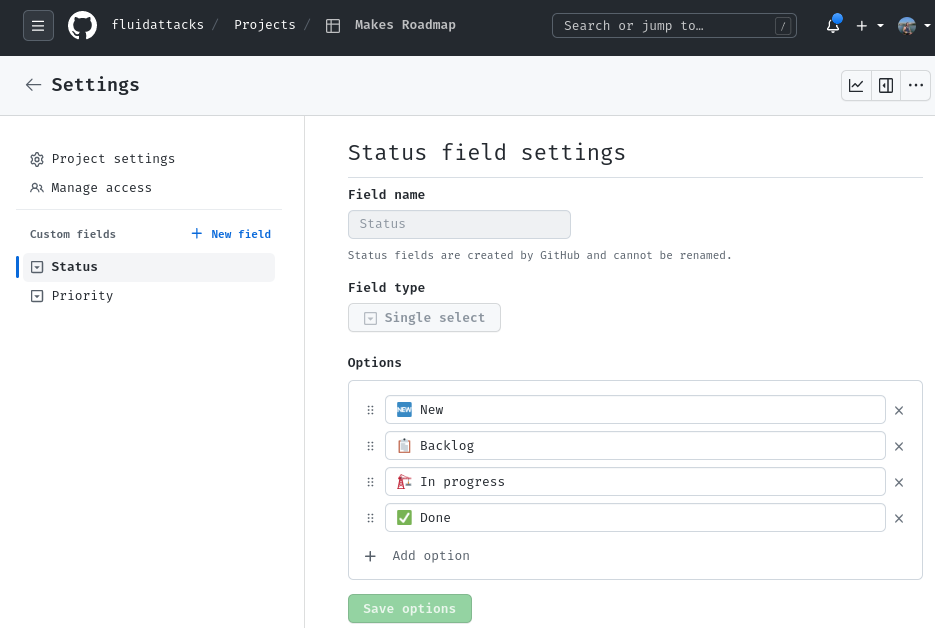 fluidattacks / Projects / Makes Roadmap Search or jump to… /
Settings
Project settings
Manage access
Custom fields + New field
Status
Priority
Status field settings
Field name
Status
Status fields are created by GitHub and cannot be renamed.
Field type
Single select
Options
🆕 New
📋 Backlog
🏗 In progress
✅ Done
+ Add option
Save options